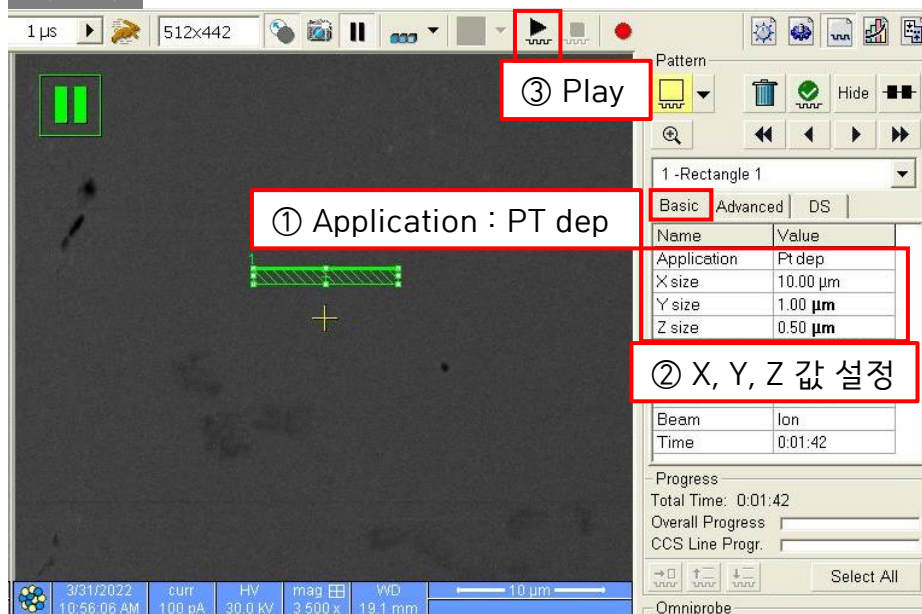 1 µs 512x442
Pattern
③ Play
Hide
1 -Rectangle 1
① Application : PT dep
Basic Advanced DS
Name Value
Application Pt dep
X size 10.00 µm
Y size 1.00 µm
Z size 0.50 µm
1
② X, Y, Z 값 설정
Beam Ion
Time 0:01:42
Progress
Total Time: 0:01:42
Overall Progress
CCS Line Progr.
Select All
Omniprobe
3/31/2022 curr HV mag WD 10 µm
10:56:06 AM 100 pA 30.0 kV 3 500 x 19.1 mm